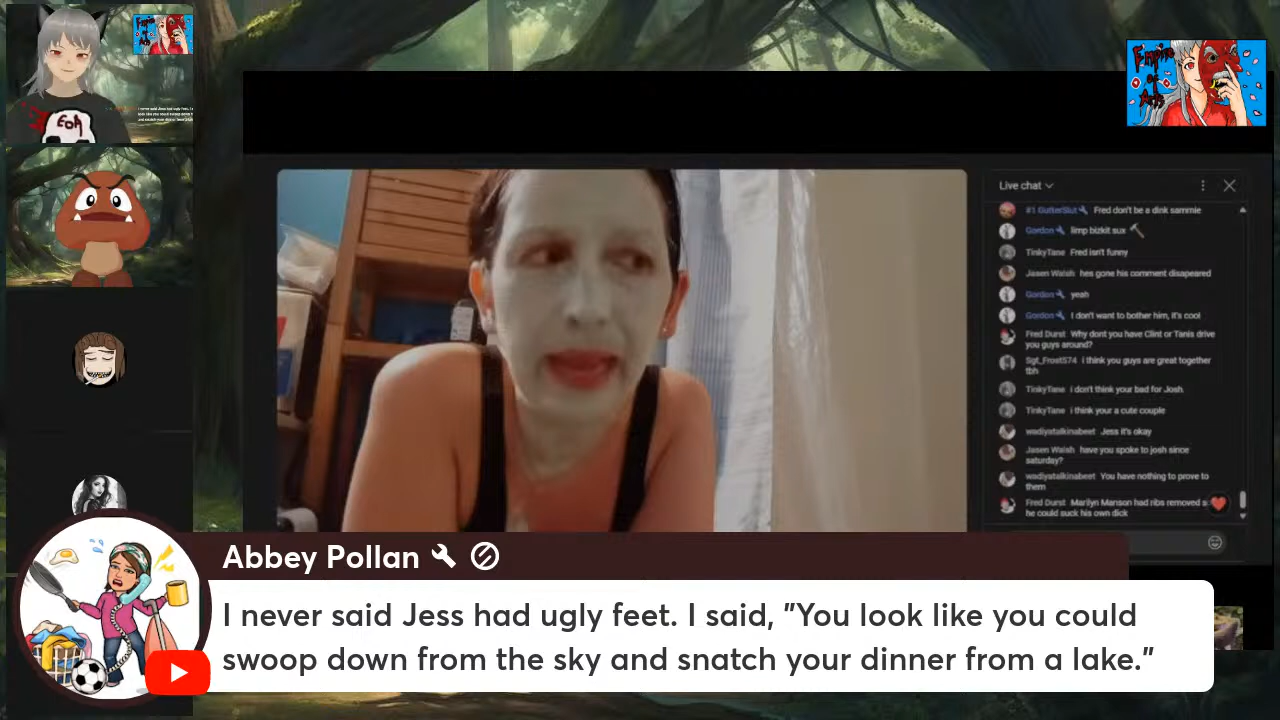 Empire
of
Arts
EOA
Live chat
#1 GutterSlut Fred don't be a dink sammie
Gordon limp bizkit sux
TinkyTane Fred isn't funny
Jasen Walsh hes gone his comment disapeared
Gordon yeah
Gordon I don't want to bother him, it's cool
Fred Durst Why dont you have Clint or Tanis drive
you guys around?
Sgt_Frost574 i think you guys are great together
tbh
TinkyTane i don't think your bad for Josh
TinkyTane i think your a cute couple
wadiyatalkinabeet Jess it's okay
Jasen Walsh have you spoke to josh since
saturday?
wadiyatalkinabeet You have nothing to prove to
them
Fred Durst Marilyn Manson had ribs removed s
he could suck his own dick
Abbey Pollan
I never said Jess had ugly feet. I said, "You look like you could
swoop down from the sky and snatch your dinner from a lake."